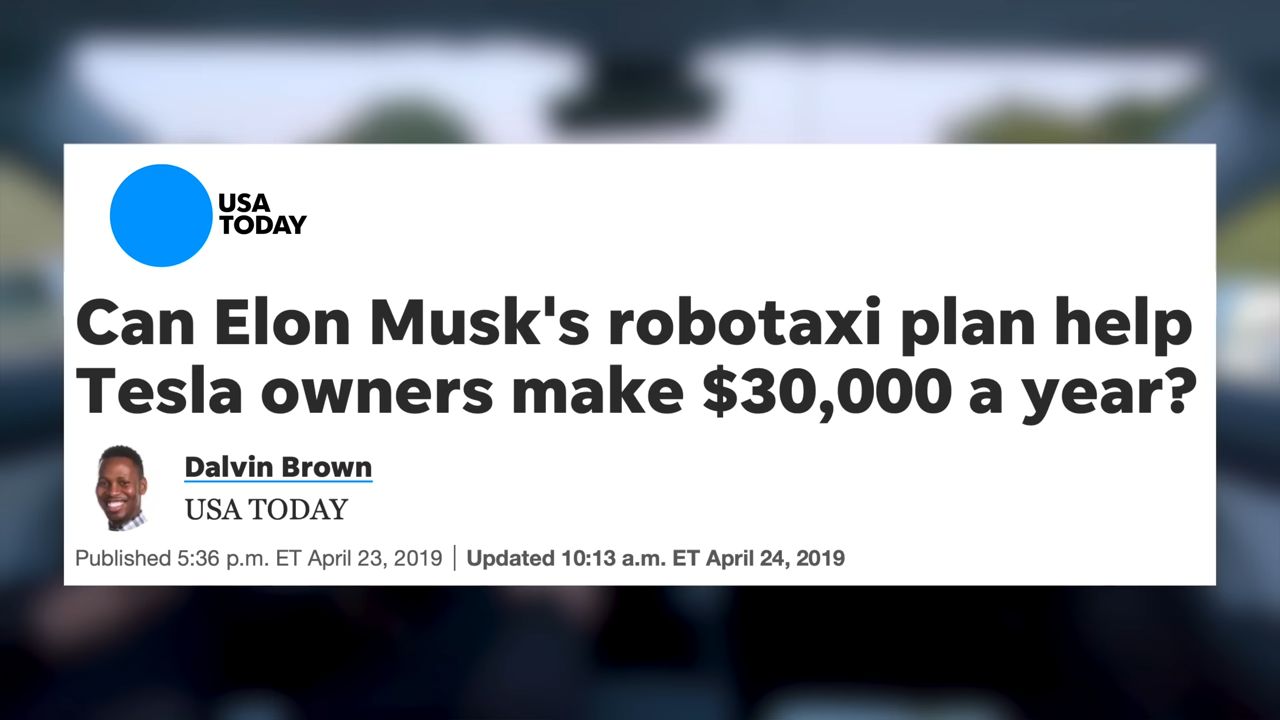 USA
TODAY
Can Elon Musk's robotaxi plan help
Tesla owners make $30,000 a year?
Dalvin Brown
USA TODAY
Published 5:36 p.m. ET April 23, 2019 | Updated 10:13 a.m. ET April 24, 2019